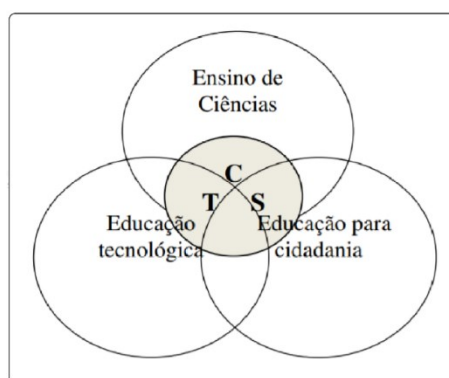 Ensino de
Ciências
C
T S
Educação
tecnológica
Educação para
cidadania